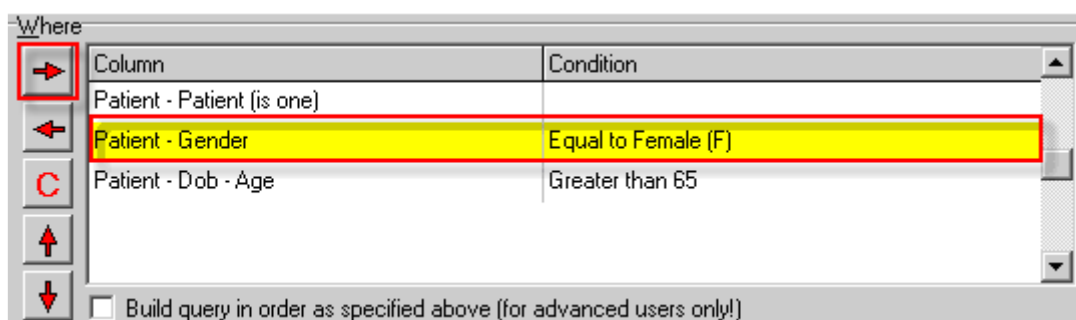 Where
Column Condition
Patient - Patient (is one)
Patient - Gender Equal to Female (F)
Patient - Dob - Age Greater than 65
C
Build query in order as specified above (for advanced users only!)